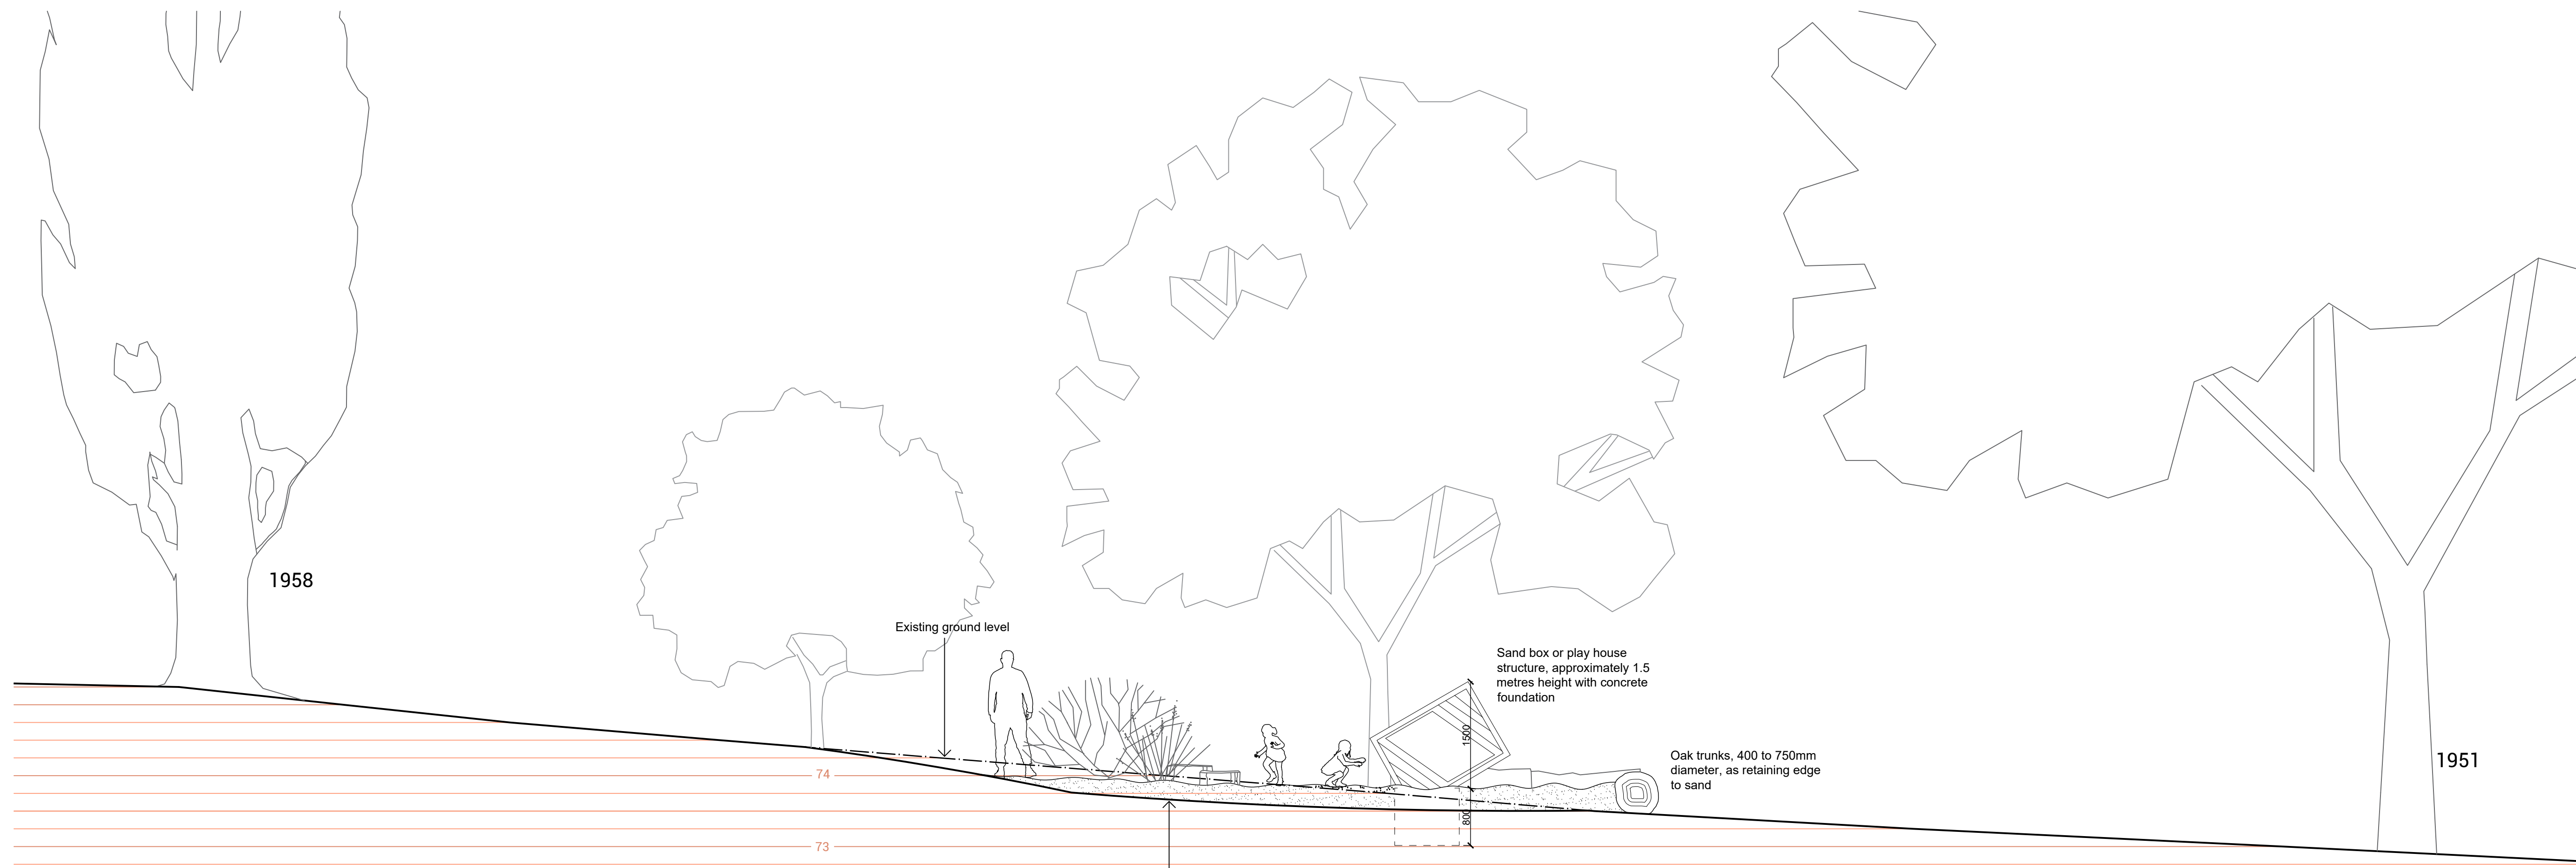 1958
Existing ground level
Sand box or play house
structure, approximately 1.5
metres height with concrete
foundation
1500
Oak trunks, 400 to 750mm
diameter, as retaining edge
to sand
1951
74
800
73